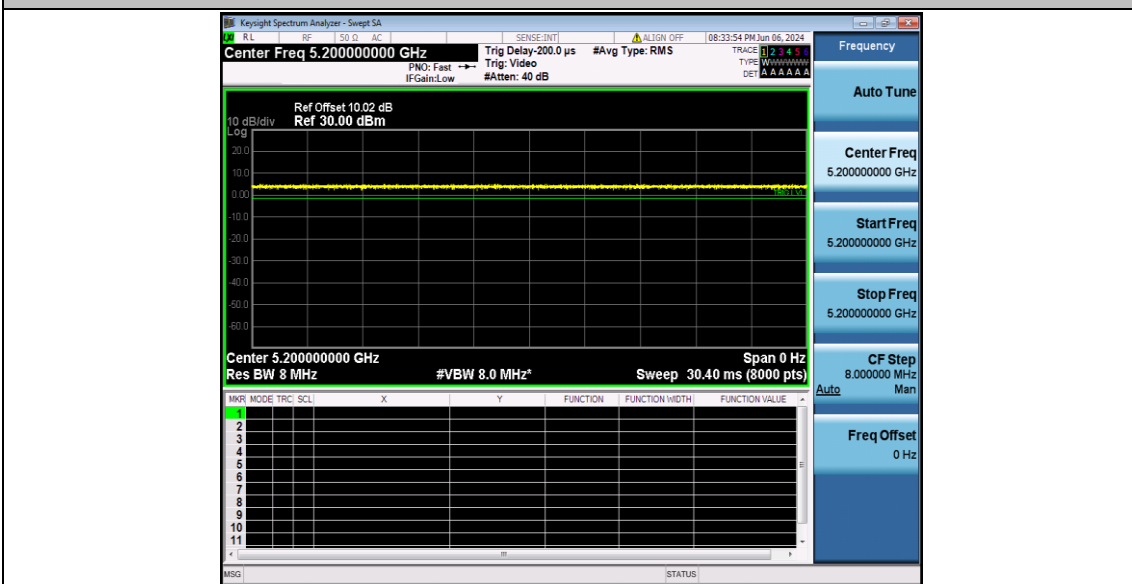 Keysight Spectrum Analyzer - Swept SA
LXI RL RF 50 Ω AC SENSE:INT ALIGN OFF 08:33:54 PM Jun 06, 2024
Center Freq 5.200000000 GHz
PNO: Fast
IFGain:Low
Trig Delay-200.0 µs
Trig: Video
#Atten: 40 dB
#Avg Type: RMS
TRACE 1 2 3 4 5 6
TYPE W
DET A A A A A A
Ref Offset 10.02 dB
10 dB/div Ref 30.00 dBm
Log
20.0
10.0
0.00
-10.0
-20.0
-30.0
-40.0
-50.0
-60.0
TRIG LVL
Center 5.200000000 GHz Span 0 Hz
Res BW 8 MHz #VBW 8.0 MHz* Sweep 30.40 ms (8000 pts)
MKR MODE TRC SCL X Y FUNCTION FUNCTION WIDTH FUNCTION VALUE
1
2
3
4
5
6
7
8
9
10
11
MSG STATUS
Frequency
Auto Tune
Center Freq
5.200000000 GHz
Start Freq
5.200000000 GHz
Stop Freq
5.200000000 GHz
CF Step
8.000000 MHz
Auto Man
Freq Offset
0 Hz